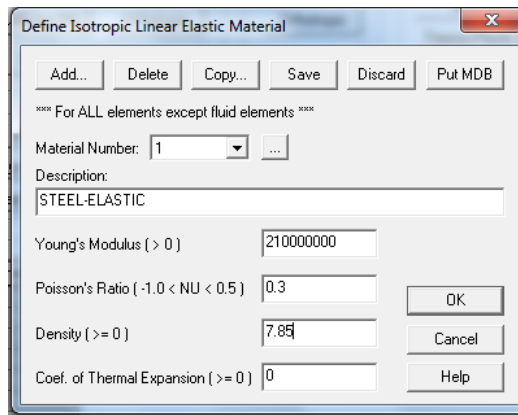 Define Isotropic Linear Elastic Material
Add... Delete Copy... Save Discard Put MDB
*** For ALL elements except fluid elements ***
Material Number: 1 ...
Description:
STEEL-ELASTIC
Young's Modulus ( > 0 ) 210000000
Poisson's Ratio ( -1.0 < NU < 0.5 ) 0.3
OK
Density ( >= 0 ) 7.85
Cancel
Coef. of Thermal Expansion ( >= 0 ) 0
Help